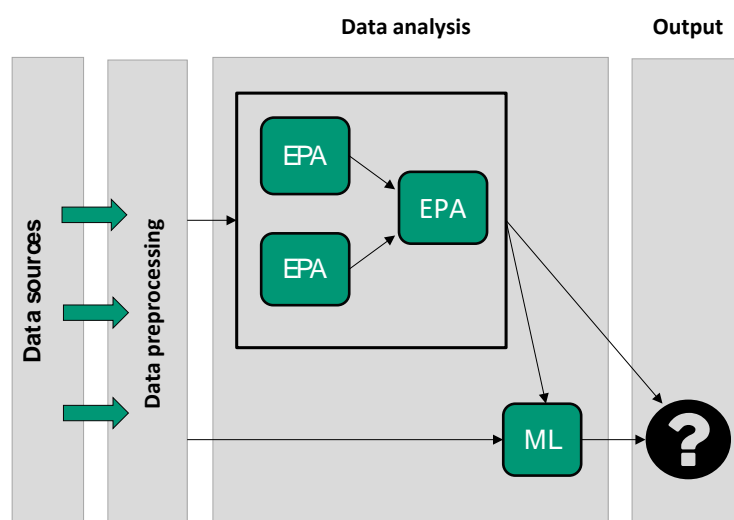 Data analysis
Output
Data sources
Data preprocessing
EPA
EPA
EPA
ML
?